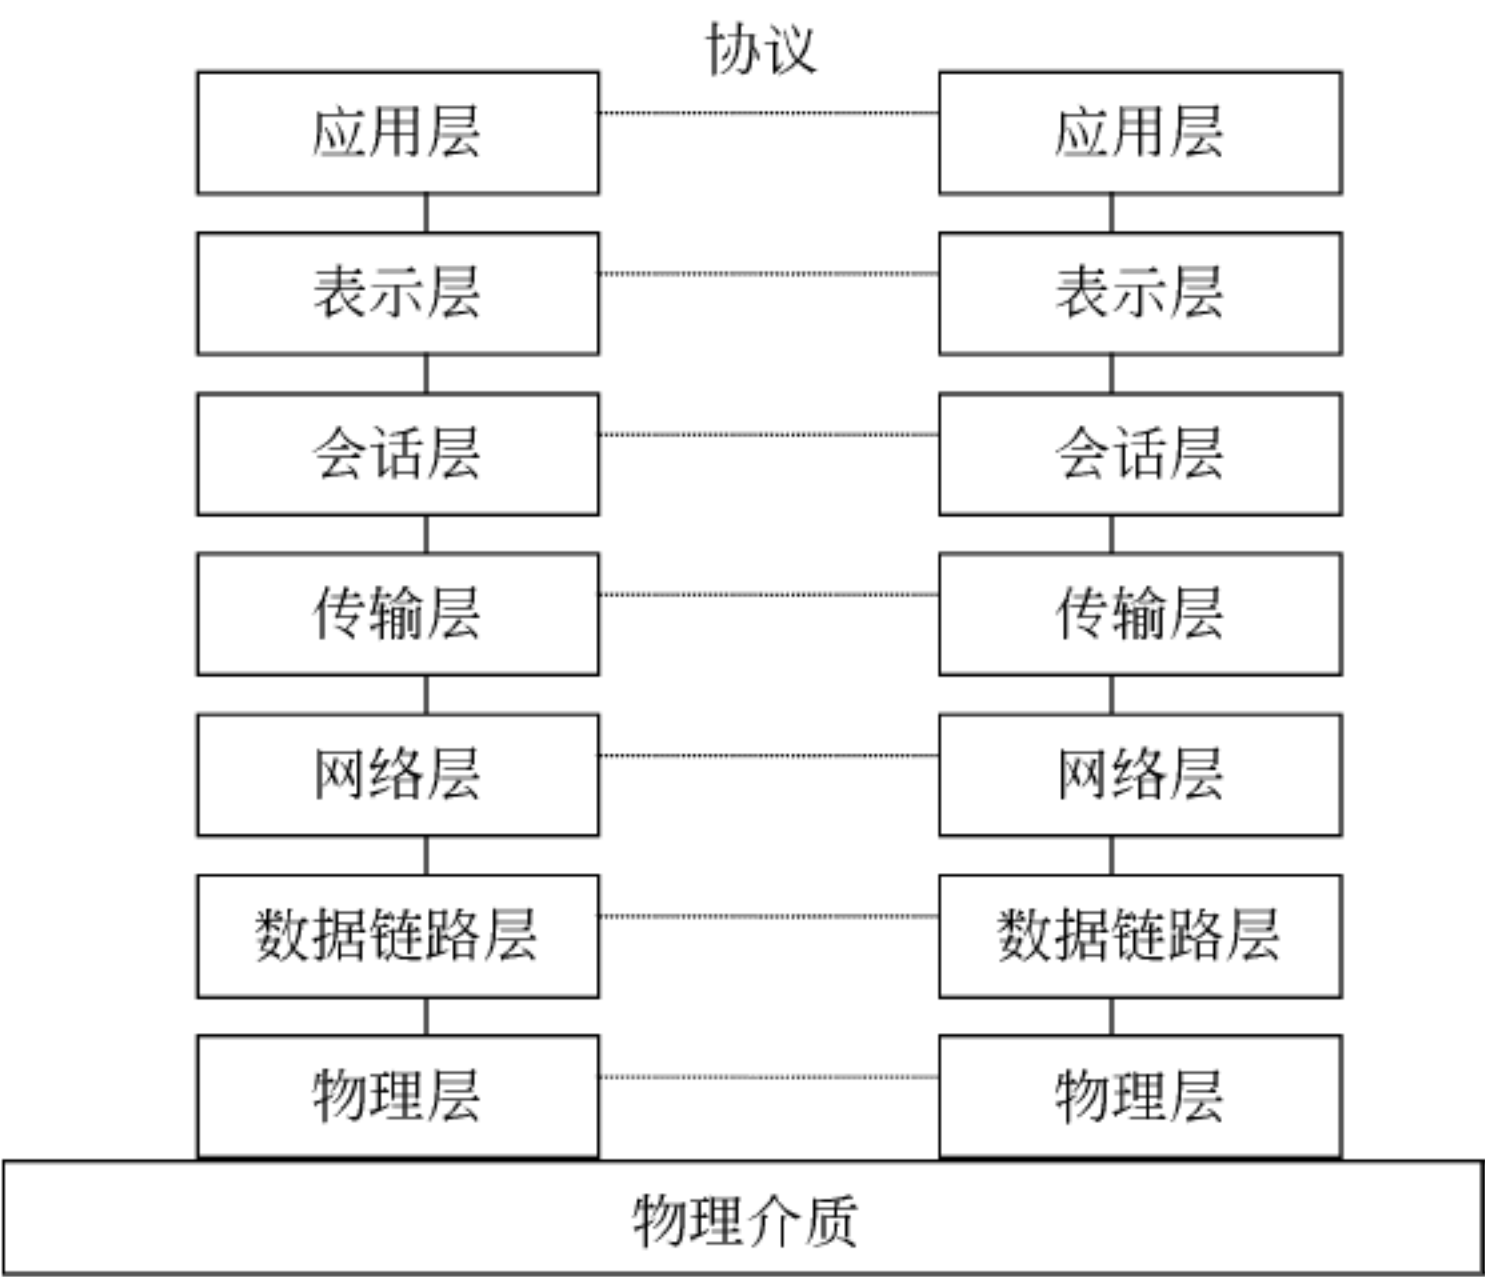 协议
应用层 应用层
表示层 表示层
会话层 会话层
传输层 传输层
网络层 网络层
数据链路层 数据链路层
物理层 物理层
物理介质